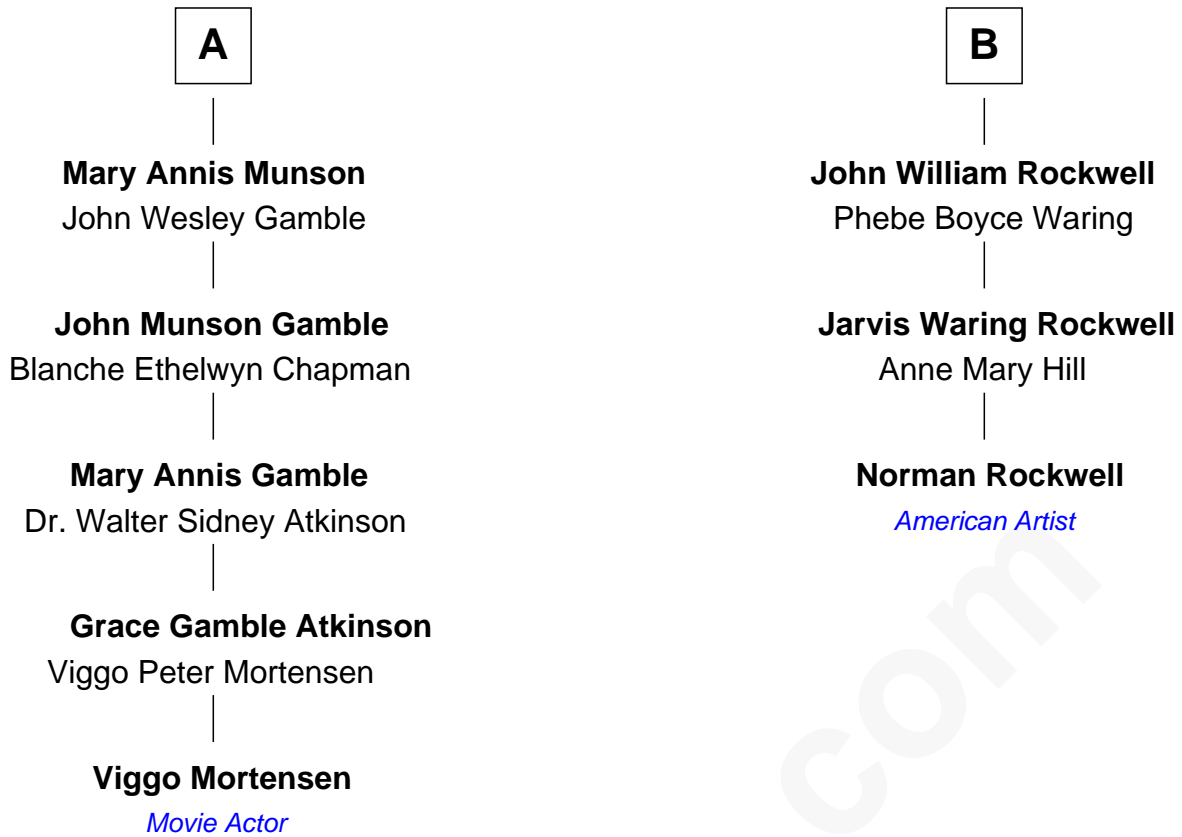 A
Mary Annis Munson
John Wesley Gamble
John Munson Gamble
Blanche Ethelwyn Chapman
Mary Annis Gamble
Dr. Walter Sidney Atkinson
Grace Gamble Atkinson
Viggo Peter Mortensen
Viggo Mortensen
Movie Actor
B
John William Rockwell
Phebe Boyce Waring
Jarvis Waring Rockwell
Anne Mary Hill
Norman Rockwell
American Artist
com